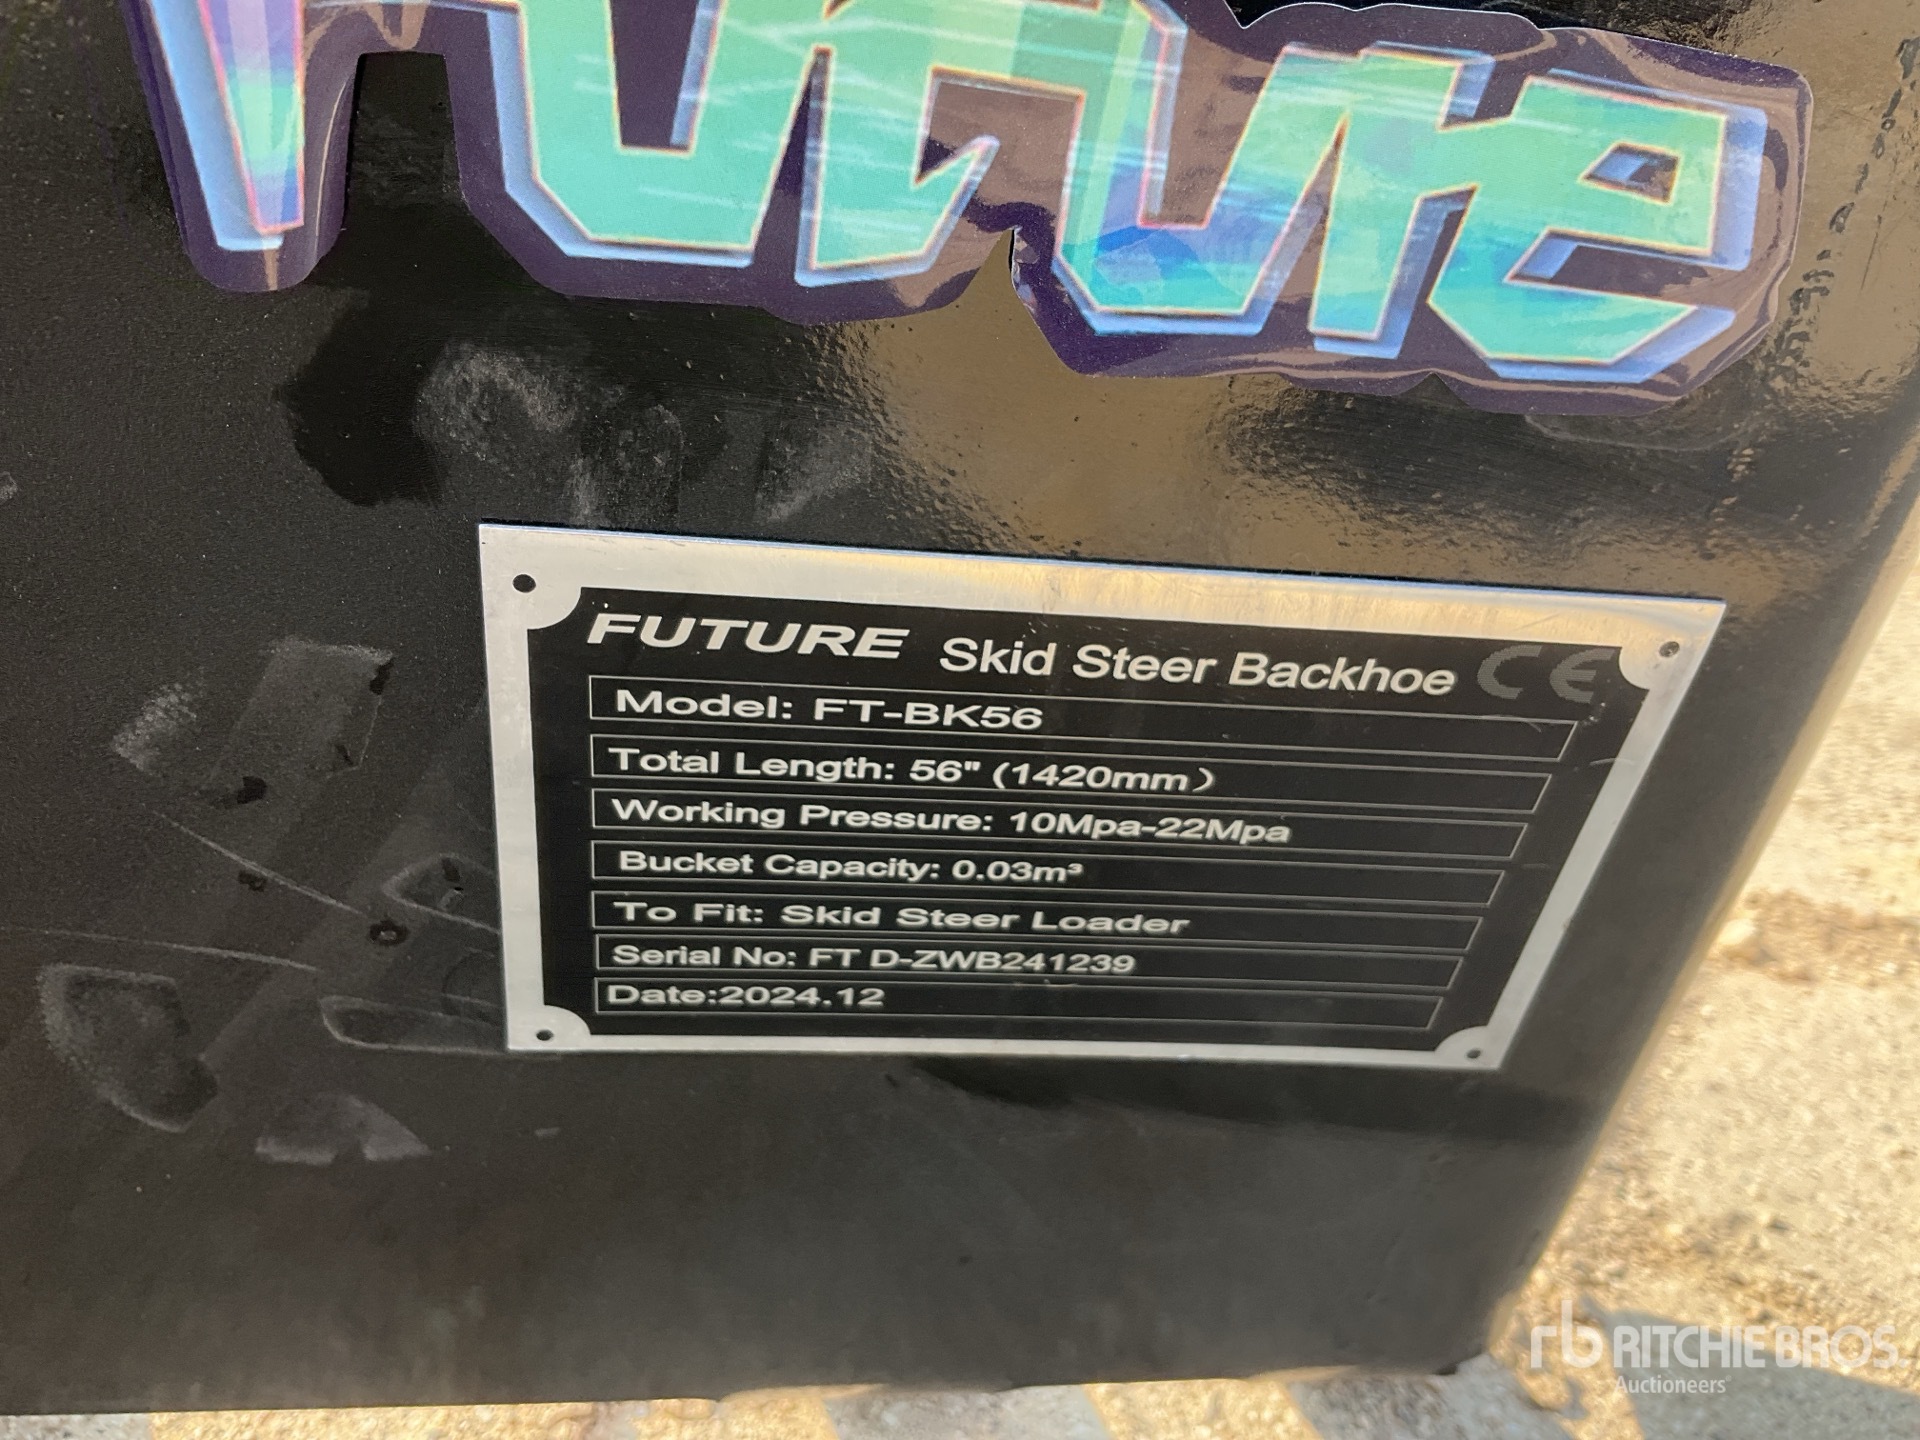 Future
FUTURE Skid Steer Backhoe CE
Model: FT-BK56
Total Length: 56" (1420mm）
Working Pressure: 10Mpa-22Mpa
Bucket Capacity: 0.03m³
To Fit: Skid Steer Loader
Serial No: FT D-ZWB241239
Date:2024.12
rb RITCHIE BROS.
Auctioneers